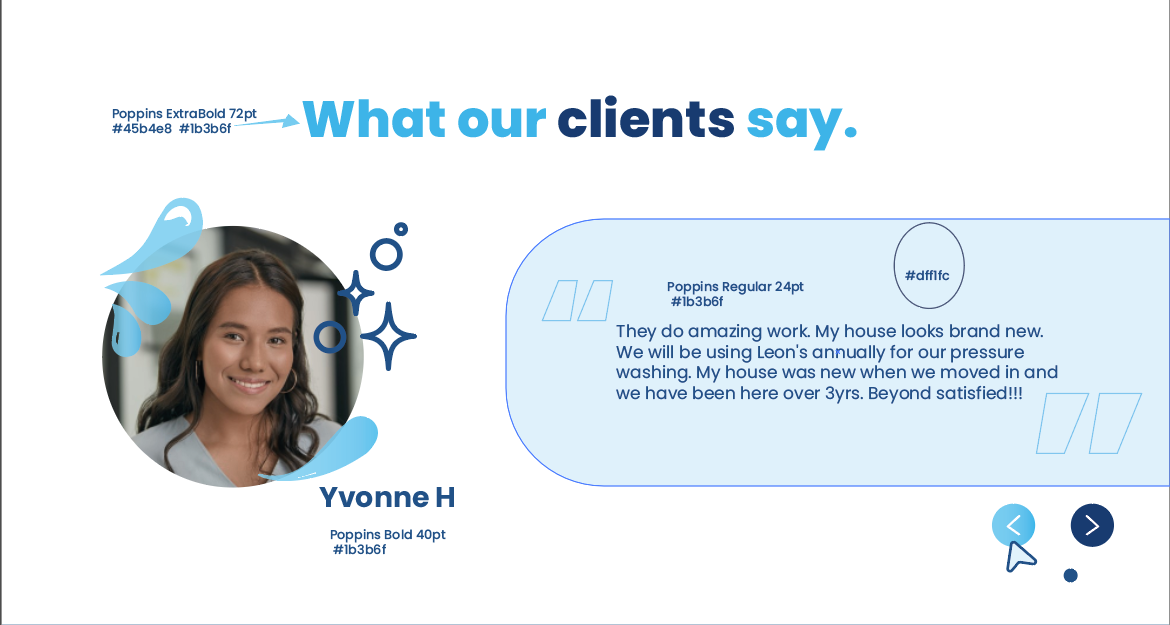 Poppins ExtraBold 72pt
#45b4e8 #1b3b6f
What our clients say.
#dff1fc
Poppins Regular 24pt
#1b3b6f
They do amazing work. My house looks brand new.
We will be using Leon's annually for our pressure
washing. My house was new when we moved in and
we have been here over 3yrs. Beyond satisfied!!!
Yvonne H
Poppins Bold 40pt
#1b3b6f